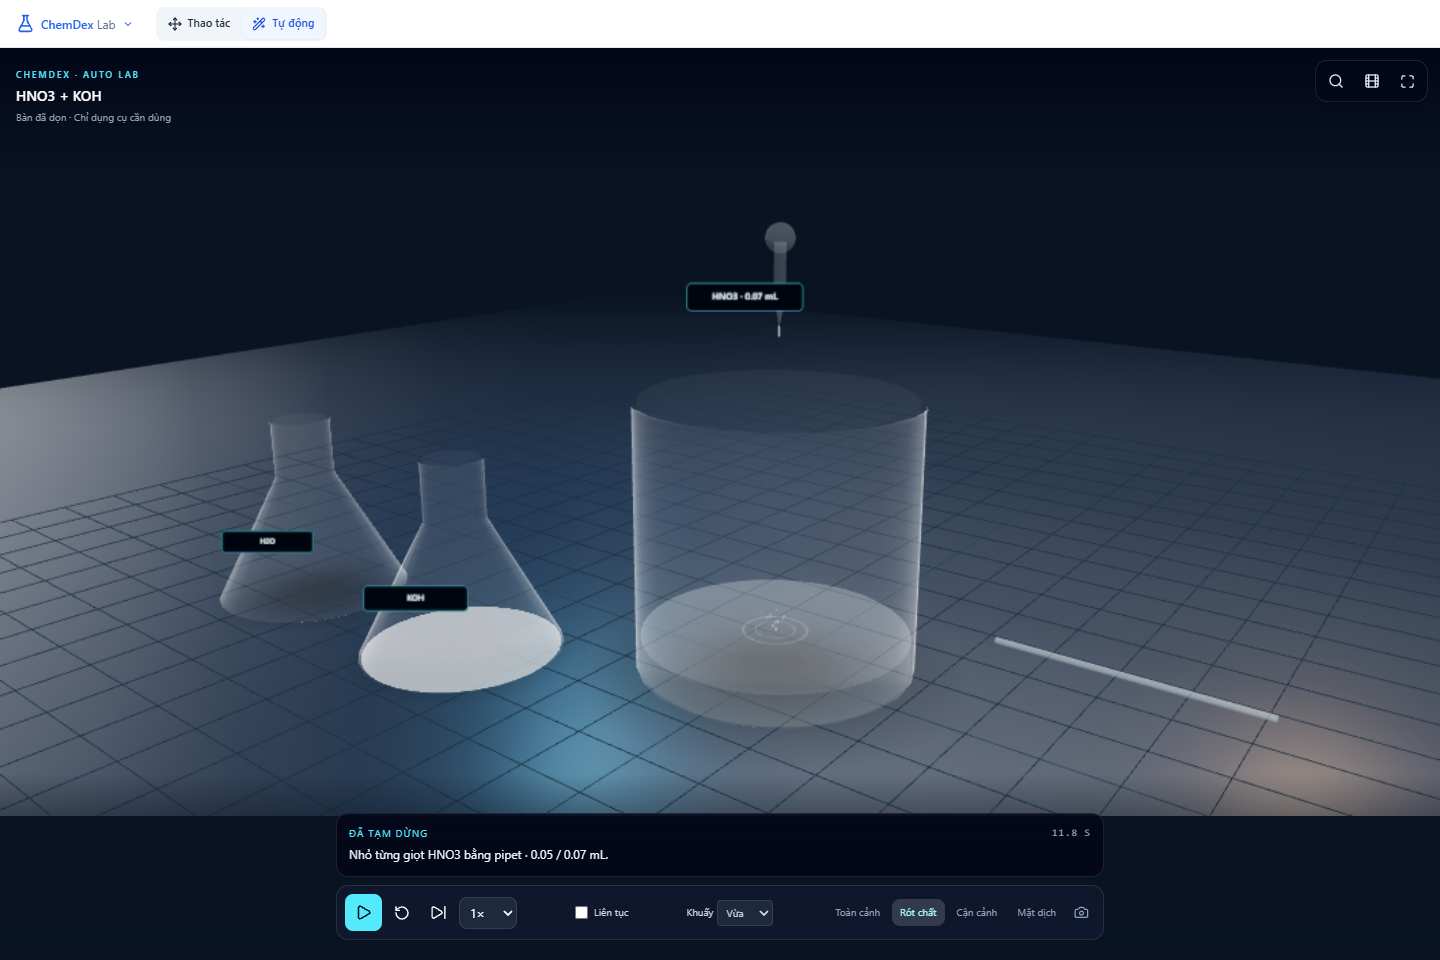 ChemDex Lab
Thao tác
Tự động
CHEMDEX · AUTO LAB
HNO3 + KOH
Bàn đã dọn · Chỉ dụng cụ cần dùng
HNO3 · 0.07 mL
H2O
KOH
ĐÃ TẠM DỪNG
11.8 S
Nhỏ từng giọt HNO3 bằng pipet · 0.05 / 0.07 mL.
1×
Liên tục
Khuấy
Vừa
Toàn cảnh
Rót chất
Cận cảnh
Mặt dịch